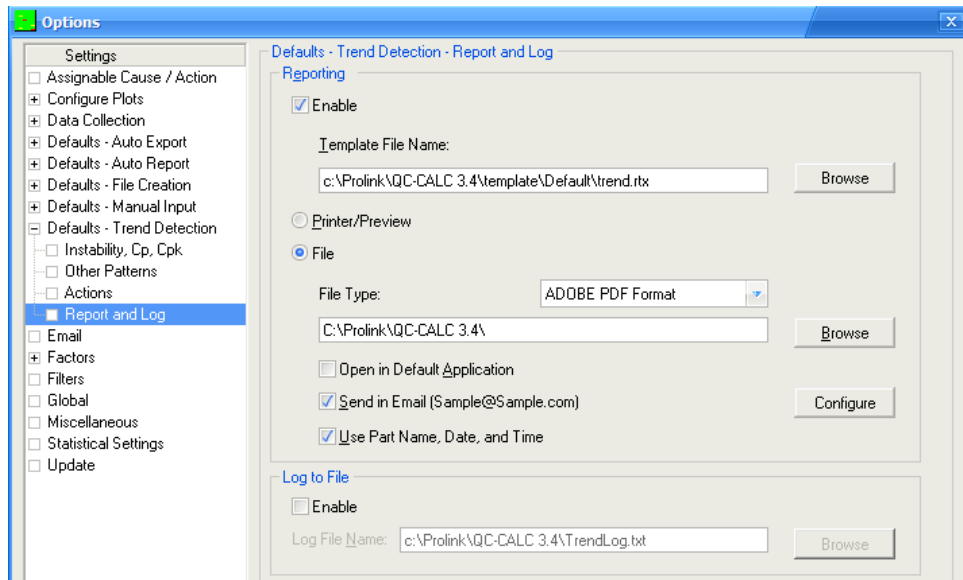 Options
Settings
Assignable Cause / Action
Configure Plots
Data Collection
Defaults - Auto Export
Defaults - Auto Report
Defaults - File Creation
Defaults - Manual Input
Defaults - Trend Detection
Instability, Cp, Cpk
Other Patterns
Actions
Report and Log
Email
Factors
Filters
Global
Miscellaneous
Statistical Settings
Update
Defaults - Trend Detection - Report and Log
Reporting
Enable
Template File Name:
c:\Prolink\QC-CALC 3.4\template\Default\trend.rtx Browse
Printer/Preview
File
File Type: ADOBE PDF Format
C:\Prolink\QC-CALC 3.4\ Browse
Open in Default Application
Send in Email (Sample@Sample.com) Configure
Use Part Name, Date, and Time
Log to File
Enable
Log File Name: c:\Prolink\QC-CALC 3.4\TrendLog.txt Browse